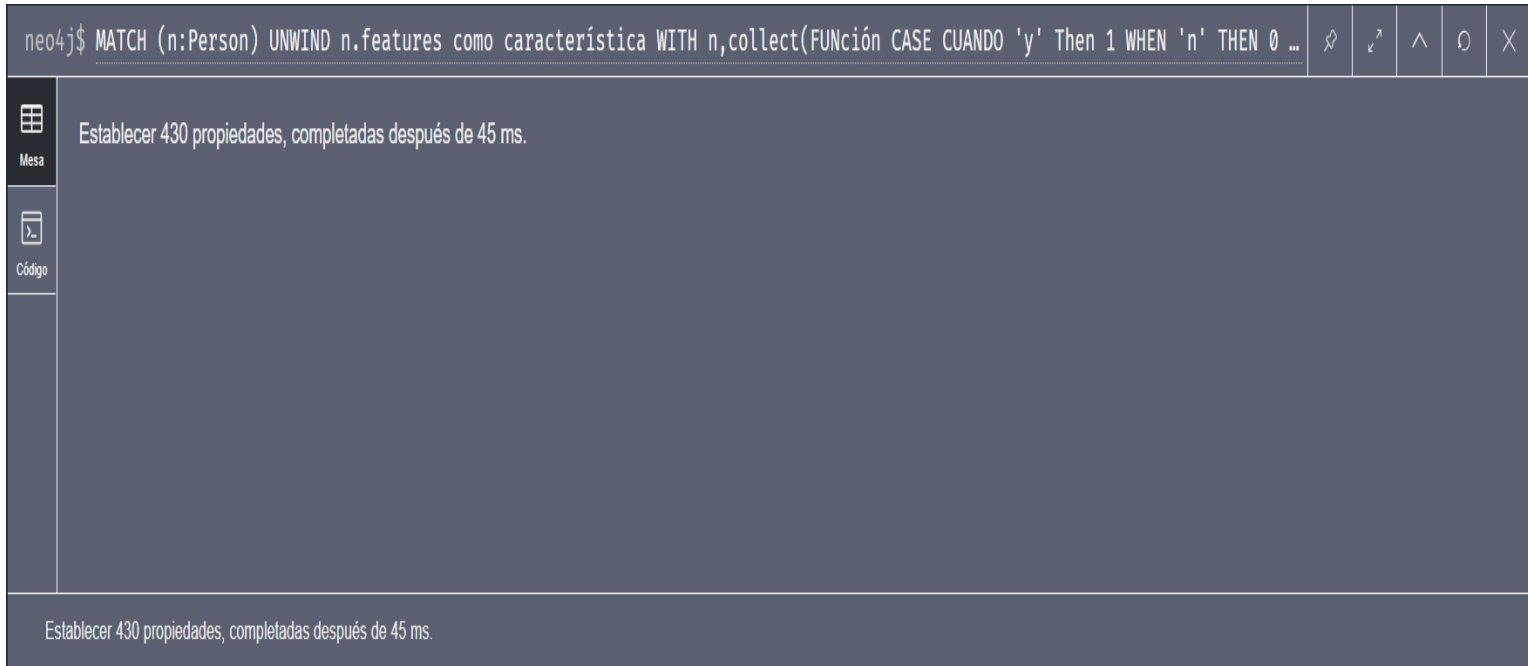 neo4j$ MATCH (n:Person) UNWIND n.features como característica WITH n,collect(FUNción CASE CUANDO 'y' Then 1 WHEN 'n' THEN 0 …
Mesa
Establecer 430 propiedades, completadas después de 45 ms.
Código
Establecer 430 propiedades, completadas después de 45 ms.